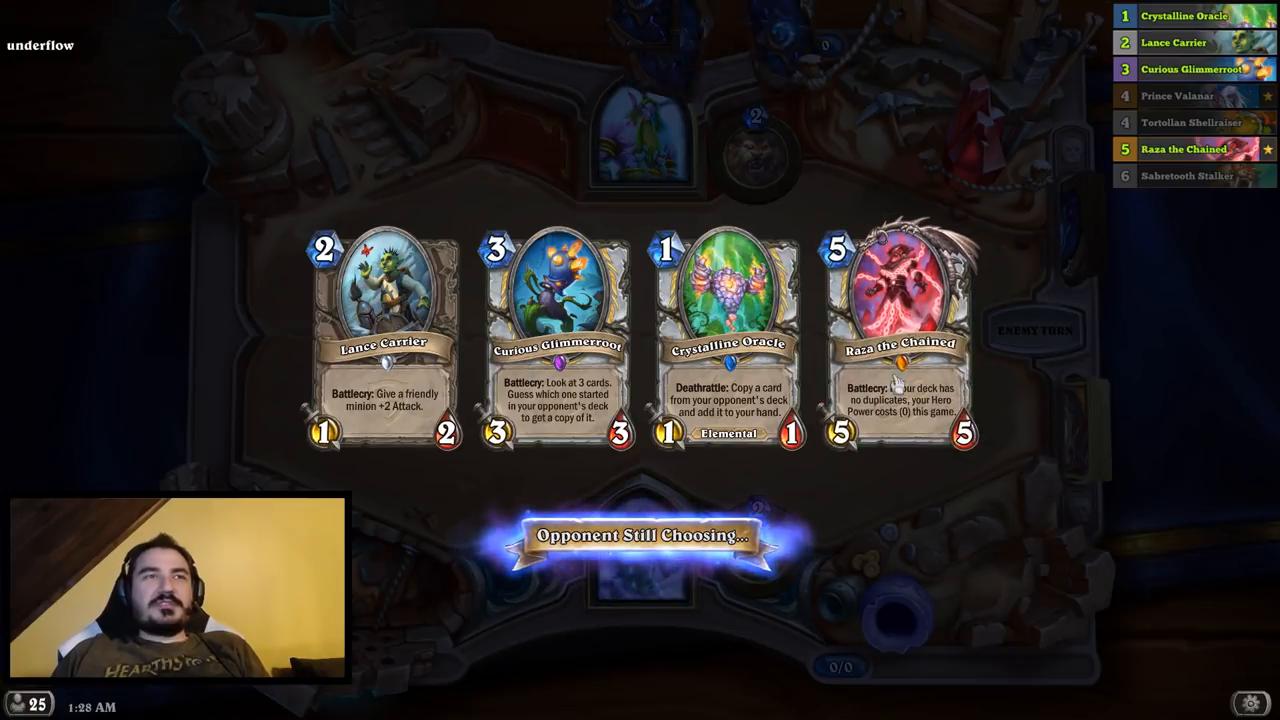 underflow
1 Crystalline Oracle
2 Lance Carrier
3 Curious Glimmerroot
4 Prince Valanar
4 Tortollan Shellraiser
5 Raza the Chained
6 Sabretooth Stalker
0
2
2
Lance Carrier
Battlecry: Give a friendly
minion +2 Attack.
1
2
3
Curious Glimmerroot
Battlecry: Look at 3 cards.
Guess which one started
in your opponent's deck
to get a copy of it.
3
3
1
Crystalline Oracle
Deathrattle: Copy a card
from your opponent's deck
and add it to your hand.
1
Elemental
1
5
Raza the Chained
Battlecry: If your deck has
no duplicates, your Hero
Power costs (0) this game.
5
5
ENEMY TURN
2
Opponent Still Choosing...
HEARTHSTO
0/0
25
1:28 AM